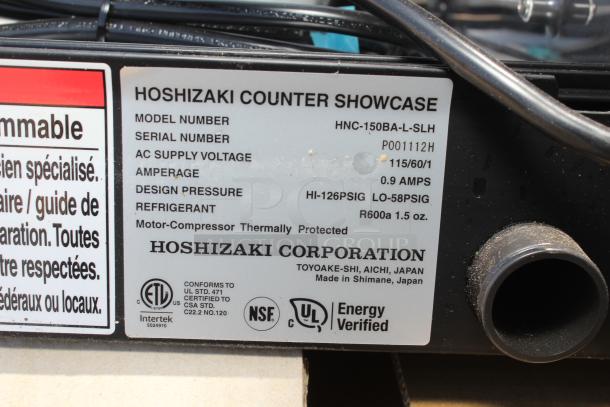 mmable
ien spécialisé.
aire / guide de
aration. Toutes
tre respectées.
édéraux ou locaux.
HOSHIZAKI COUNTER SHOWCASE
MODEL NUMBER HNC-150BA-L-SLH
SERIAL NUMBER P001112H
AC SUPPLY VOLTAGE 115/60/1
AMPERAGE 0.9 AMPS
DESIGN PRESSURE HI-126PSIG LO-58PSIG
REFRIGERANT R600a 1.5 oz.
Motor-Compressor Thermally Protected
HOSHIZAKI CORPORATION
TOYOAKE-SHI, AICHI, JAPAN
Made in Shimane, Japan
C ETL US
Intertek
CONFORMS TO
UL STD. 471
CERTIFIED TO
CSA STD.
C22.2 NO.120
NSF
C UL
Energy
Verified